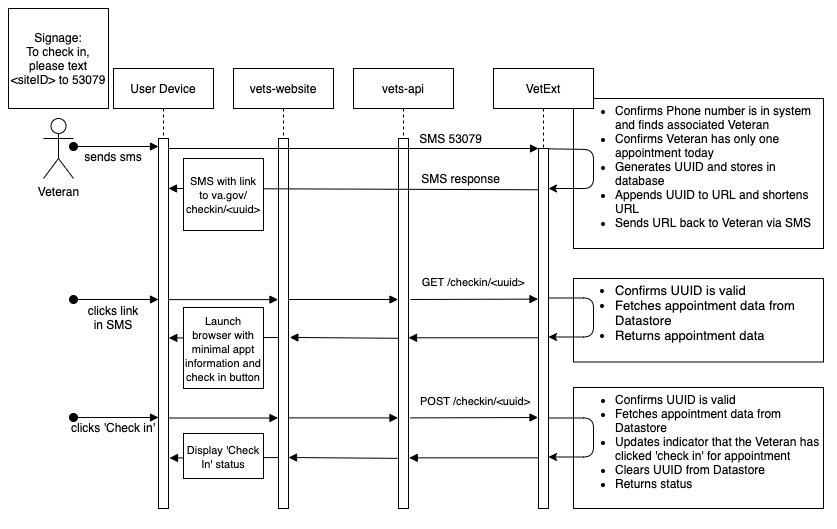 Signage:
To check in,
please text
<siteID> to 53079
User Device
vets-website
vets-api
VetExt
Veteran
sends sms
SMS 53079
• Confirms Phone number is in system
and finds associated Veteran
• Confirms Veteran has only one
appointment today
• Generates UUID and stores in
database
• Appends UUID to URL and shortens
URL
• Sends URL back to Veteran via SMS
SMS with link
to va.gov/
checkin/<uuid>
SMS response
clicks link
in SMS
GET /checkin/<uuid>
• Confirms UUID is valid
• Fetches appointment data from
Datastore
• Returns appointment data
Launch
browser with
minimal appt
information and
check in button
clicks 'Check in'
POST /checkin/<uuid>
• Confirms UUID is valid
• Fetches appointment data from
Datastore
• Updates indicator that the Veteran has
clicked 'check in' for appointment
• Clears UUID from Datastore
• Returns status
Display 'Check
In' status